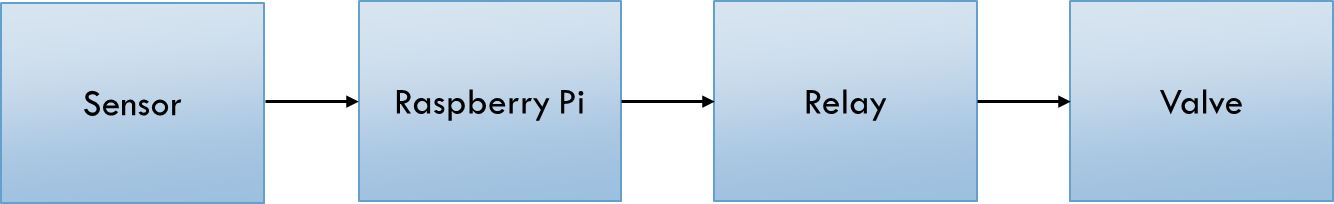 Sensor
Raspberry Pi
Relay
Valve